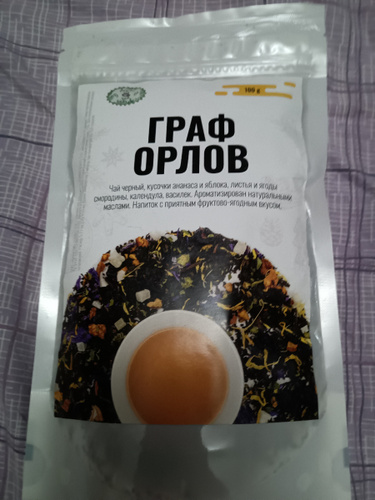 100 g
ГРАФ
ОРЛОВ
Чай черный, кусочки ананаса и яблока, листья и ягоды
смородины, календула, василек. Ароматизирован натуральными
маслами. Напиток с приятным фруктово-ягодным вкусом.